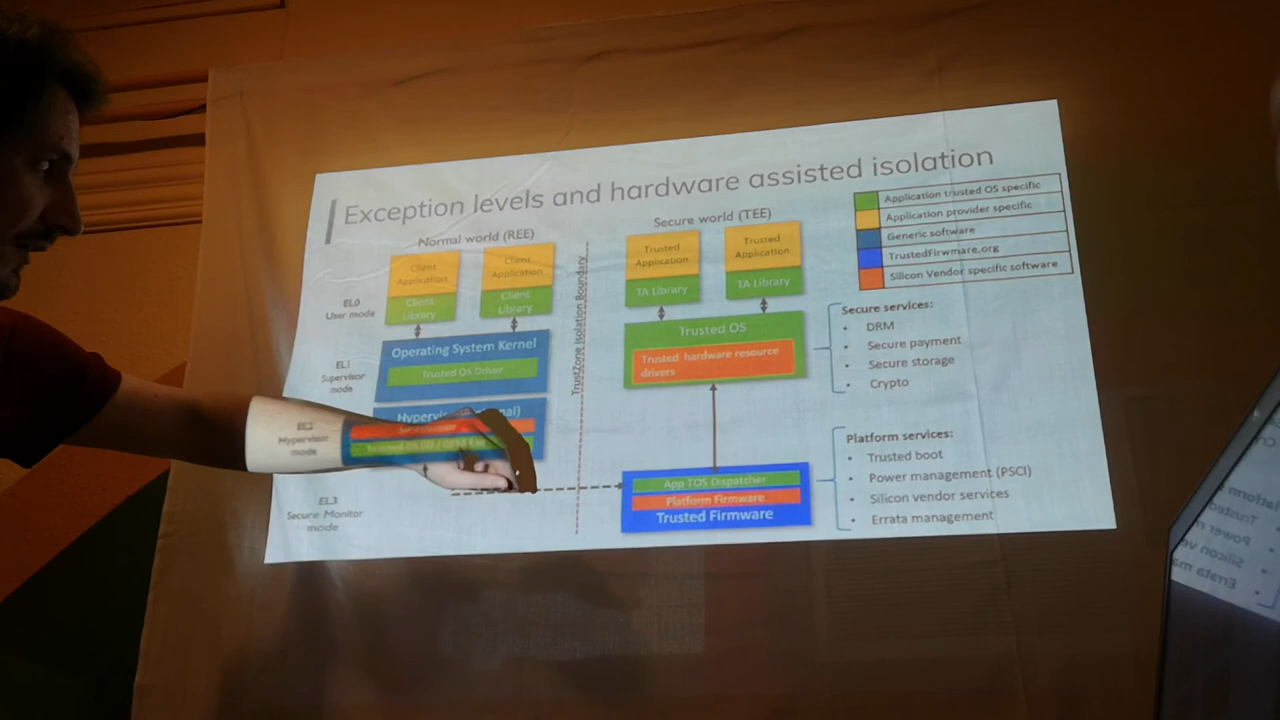 Exception levels and hardware assisted isolation
Normal world (REE)
Secure world (TEE)
Application trusted OS specific
Application provider specific
Generic software
TrustedFirwmare.org
Silicon Vendor specific software
EL0
User mode
Client
Application
Client
Library
Client
Application
Client
Library
TrustZone Isolation Boundary
Trusted
Application
TA Library
Trusted
Application
TA Library
EL1
Supervisor
mode
Operating System Kernel
Trusted OS Driver
Trusted OS
Trusted hardware resource
drivers
Secure services:
• DRM
• Secure payment
• Secure storage
• Crypto
EL2
Hypervisor
mode
EL3
Secure Monitor
mode
App TOS Dispatcher
Platform Firmware
Trusted Firmware
Platform services:
• Trusted boot
• Power management (PSCI)
• Silicon vendor services
• Errata management